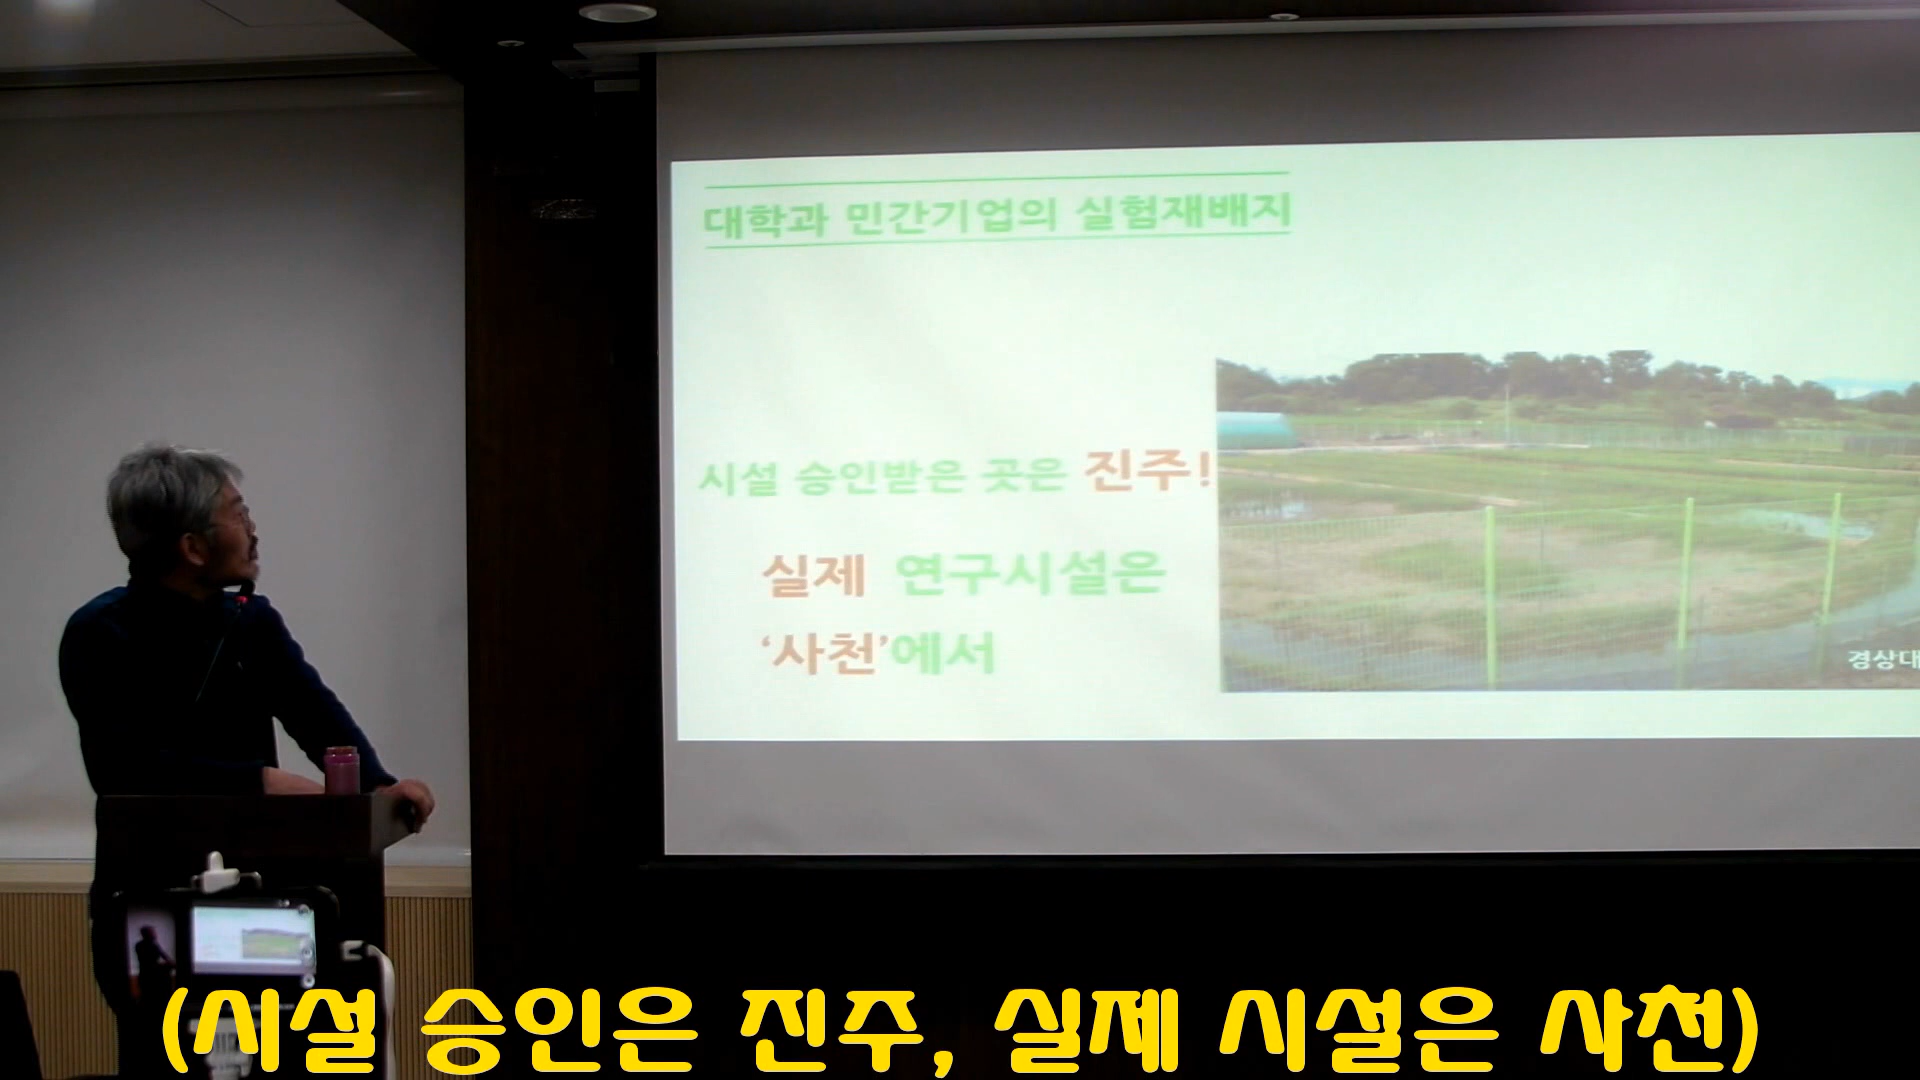 대학과 민간기업의 실험재배지
시설 승인받은 곳은 진주!
실제 연구시설은
‘사천’에서
경상대
(시설 승인은 진주, 실제 시설은 사천)